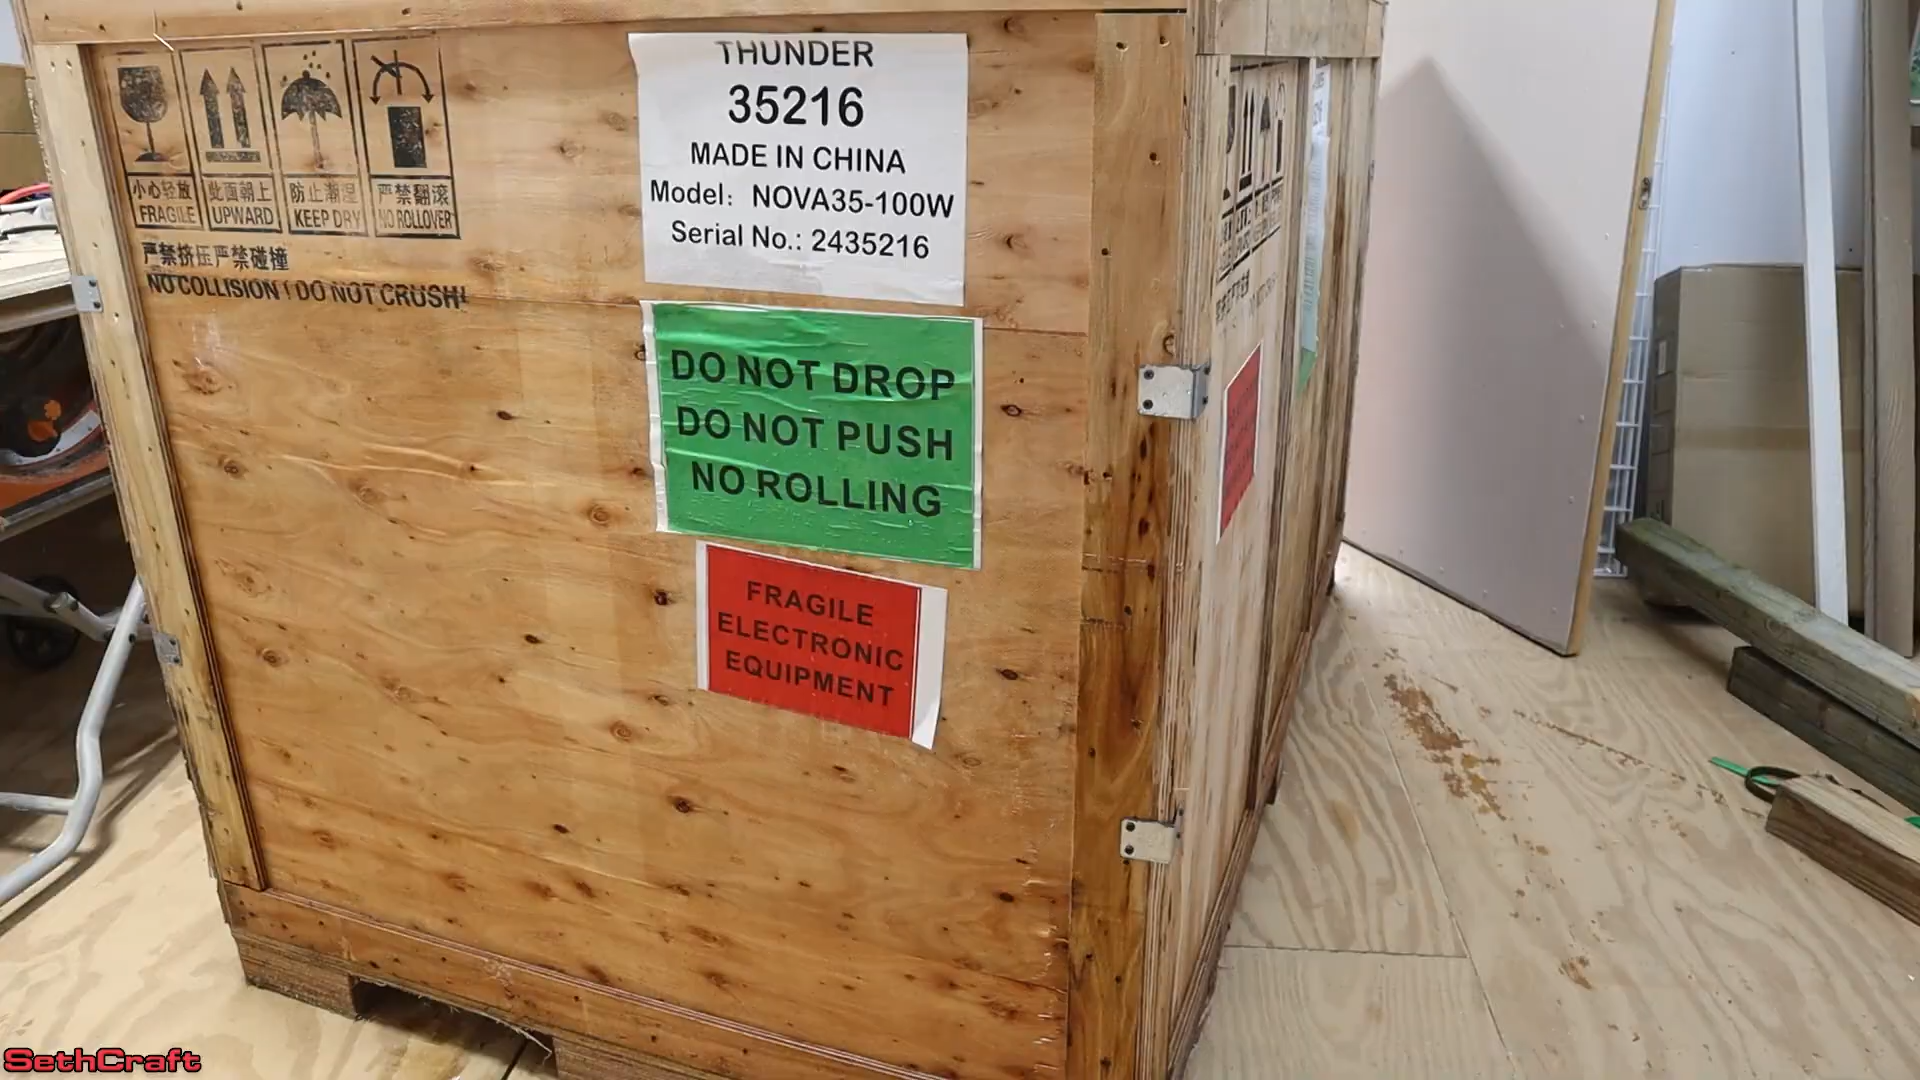 小心轻放
FRAGILE
此面朝上
UPWARD
防止潮湿
KEEP DRY
严禁翻滚
NO ROLLOVER
严禁挤压严禁碰撞
NO COLLISION ! DO NOT CRUSH!
THUNDER
35216
MADE IN CHINA
Model: NOVA35-100W
Serial No.: 2435216
DO NOT DROP
DO NOT PUSH
NO ROLLING
FRAGILE
ELECTRONIC
EQUIPMENT
SethCraft